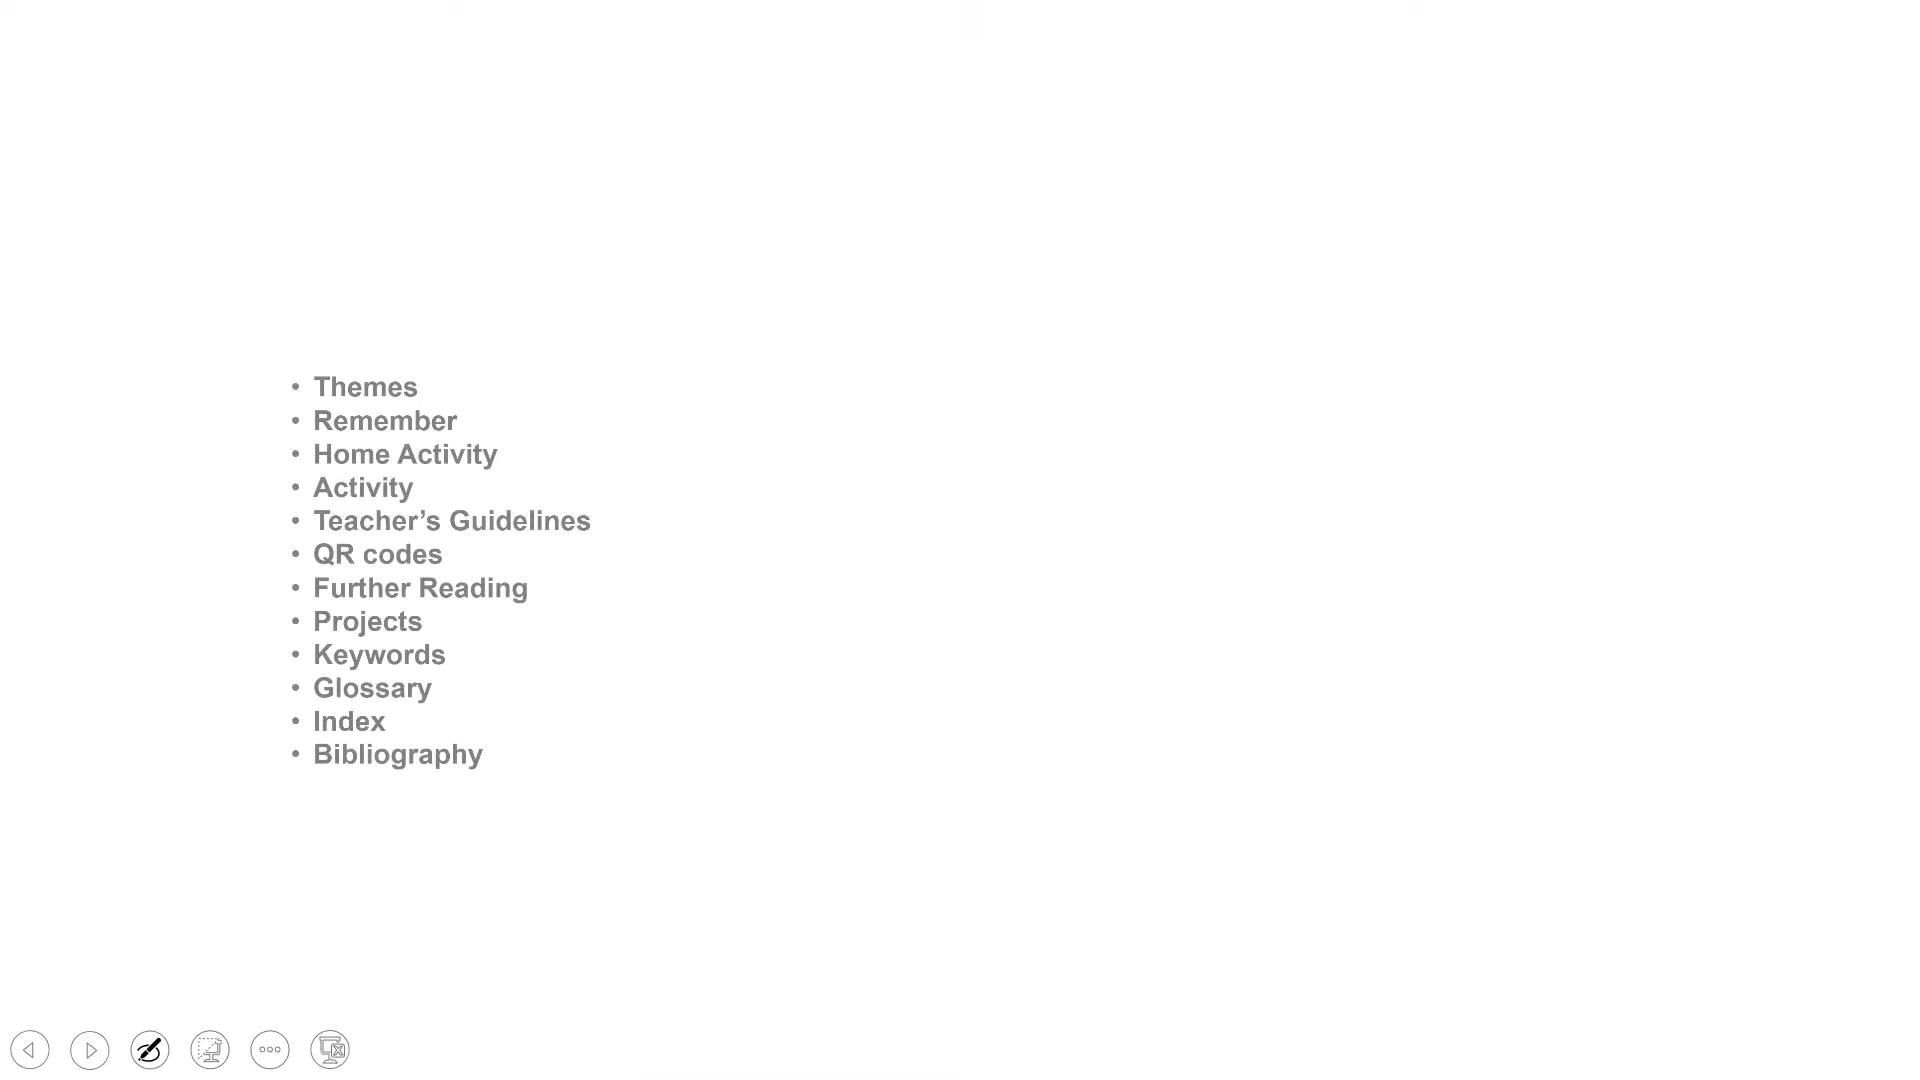 • Themes
• Remember
• Home Activity
• Activity
• Teacher’s Guidelines
• QR codes
• Further Reading
• Projects
• Keywords
• Glossary
• Index
• Bibliography